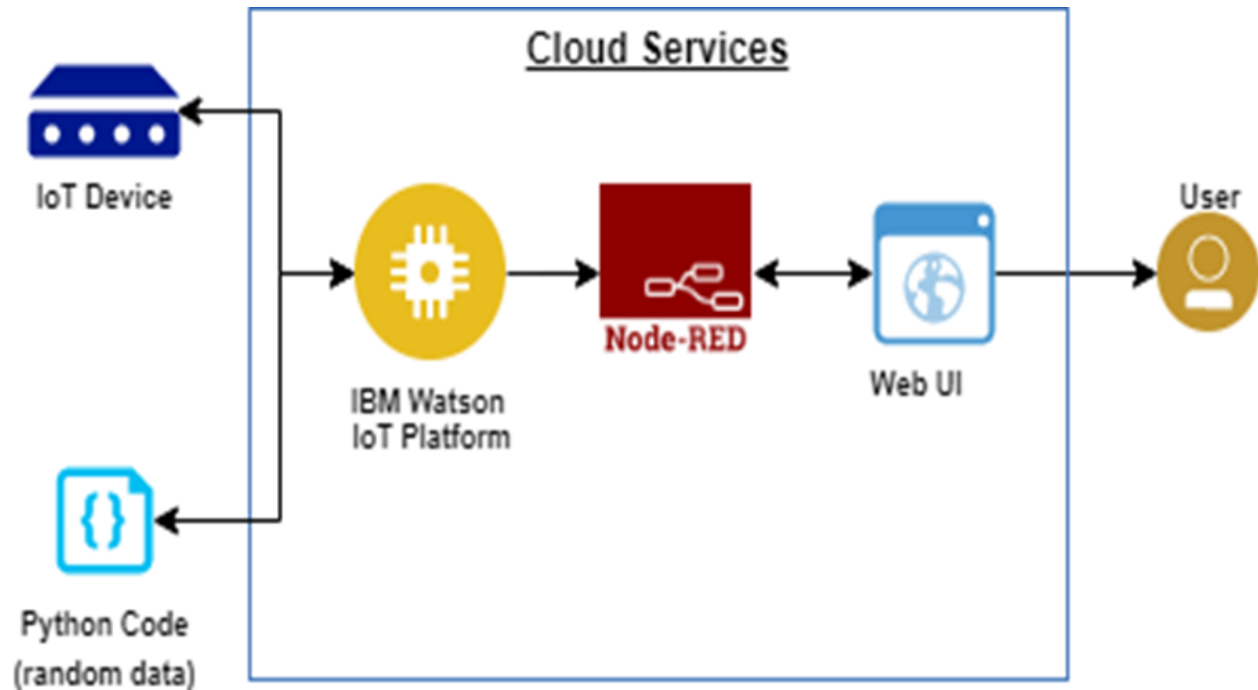 Cloud Services
IoT Device
User
Node-RED
Web UI
IBM Watson
IoT Platform
{}
Python Code
(random data)